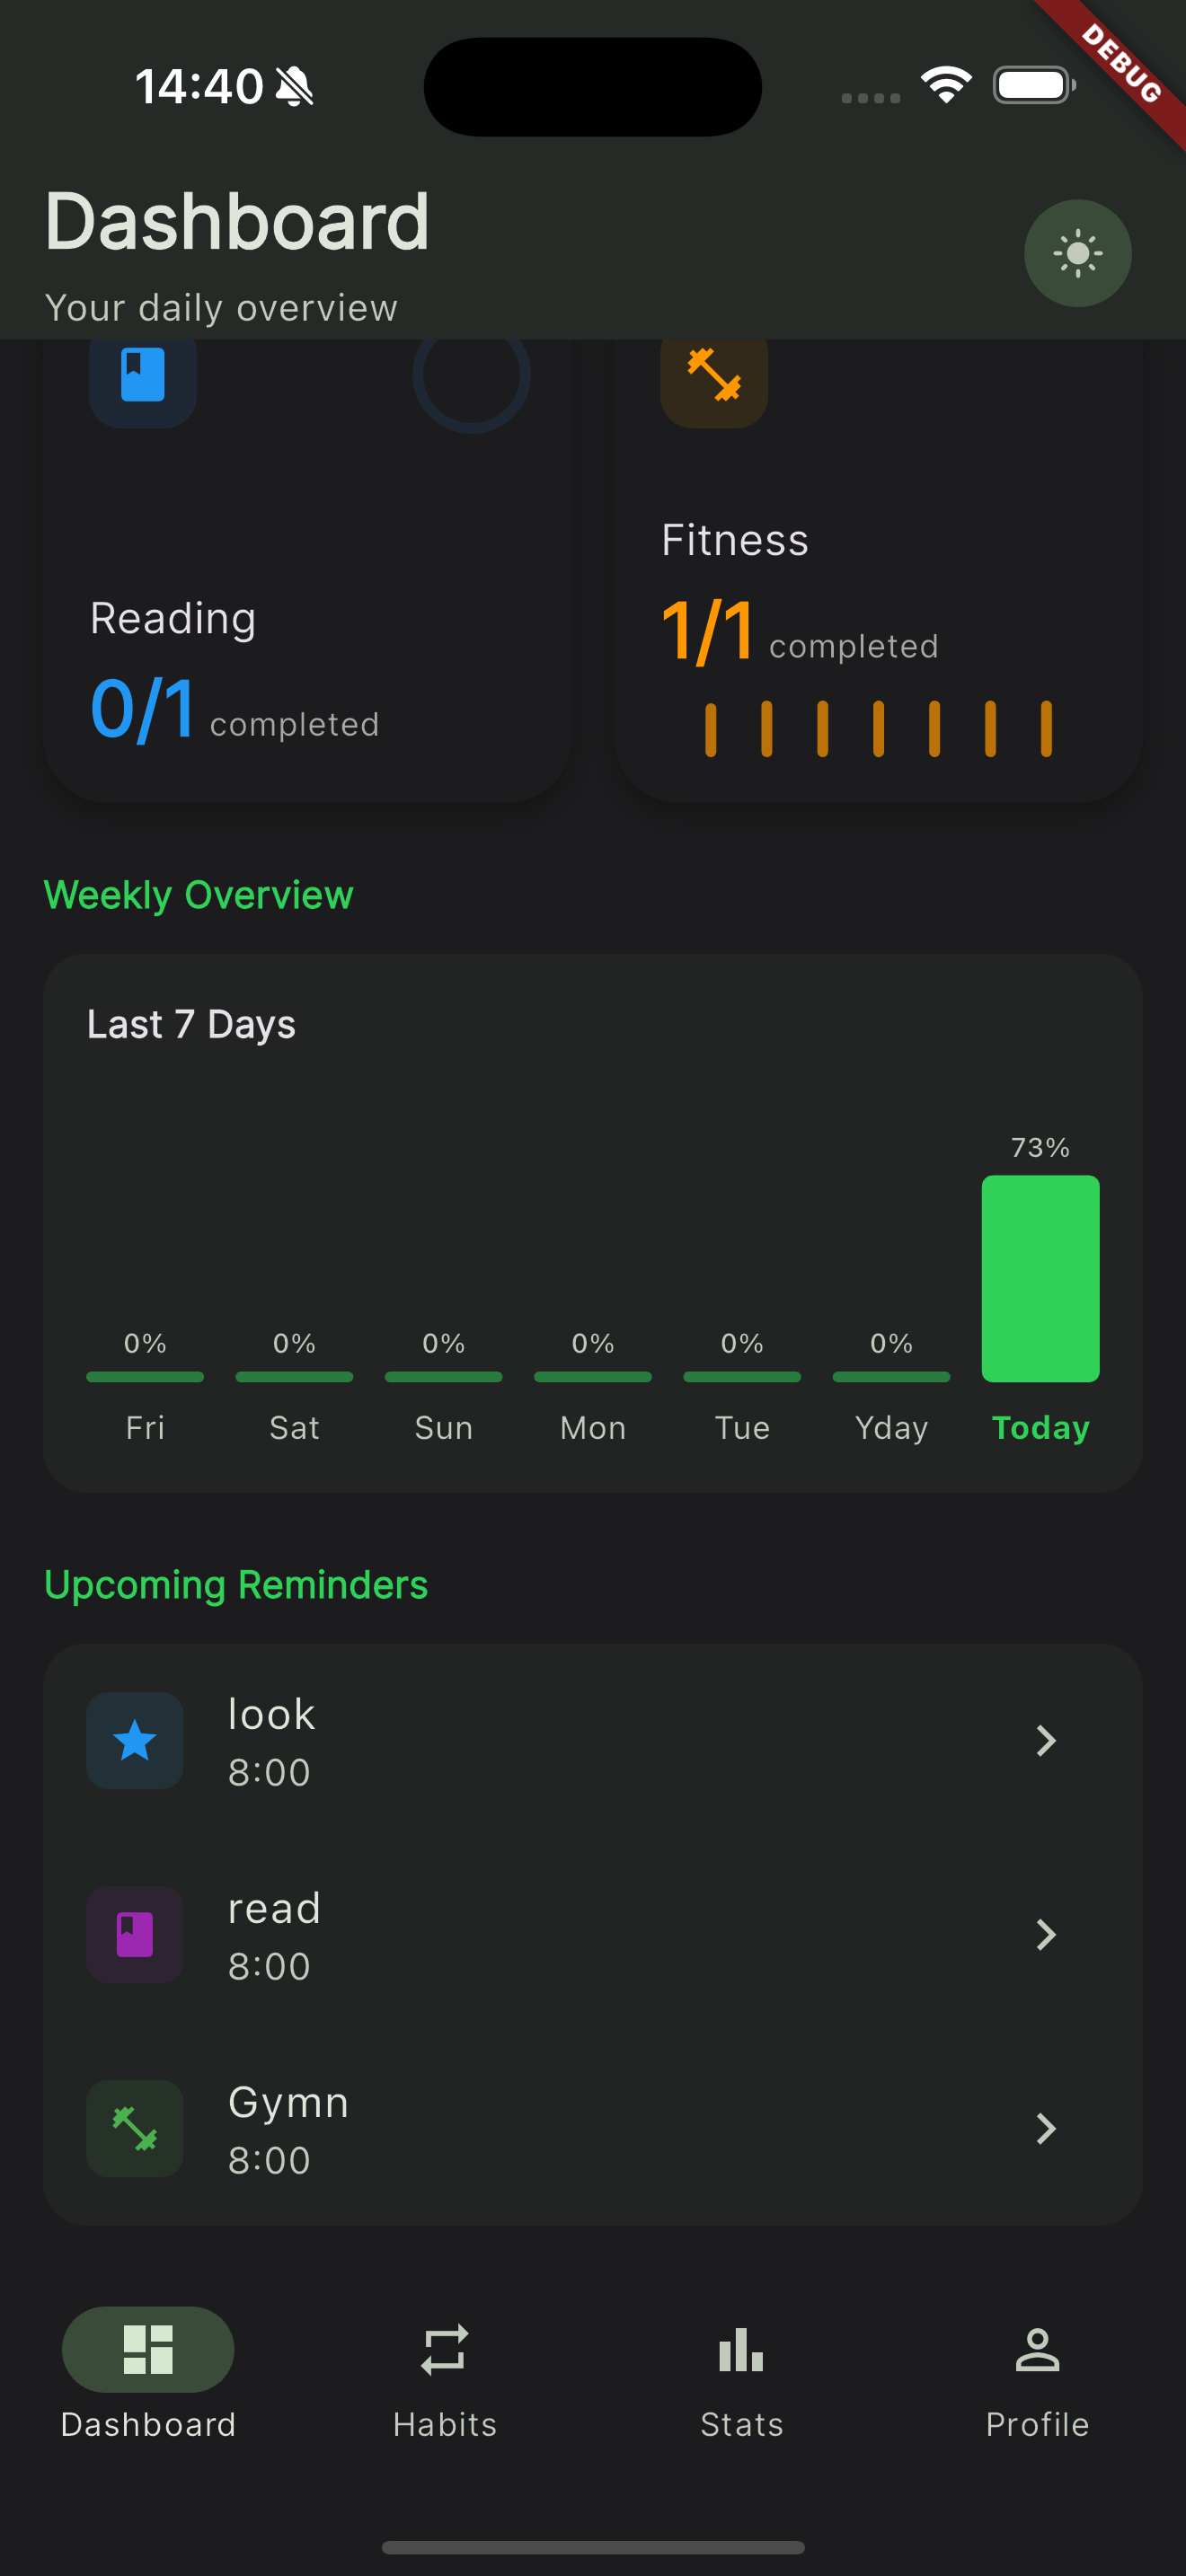 14:40
DEBUG
Dashboard
Your daily overview
Reading
0/1 completed
Fitness
1/1 completed
Weekly Overview
Last 7 Days
0% 0% 0% 0% 0% 0% 73%
Fri Sat Sun Mon Tue Yday Today
Upcoming Reminders
look
8:00
read
8:00
Gymn
8:00
Dashboard Habits Stats Profile